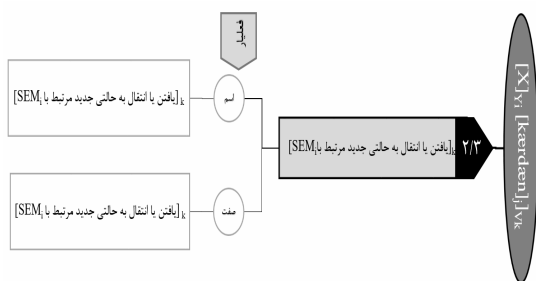 [[X]Yi [kærdæn]j]Vk
۲/۳
[یافتن یا انتقال به حالتی جدید مرتبط با SEMi]k
فعلیار
اسم
[یافتن یا انتقال به حالتی جدید مرتبط با SEMi]k
صفت
[یافتن یا انتقال به حالتی جدید مرتبط با SEMi]k